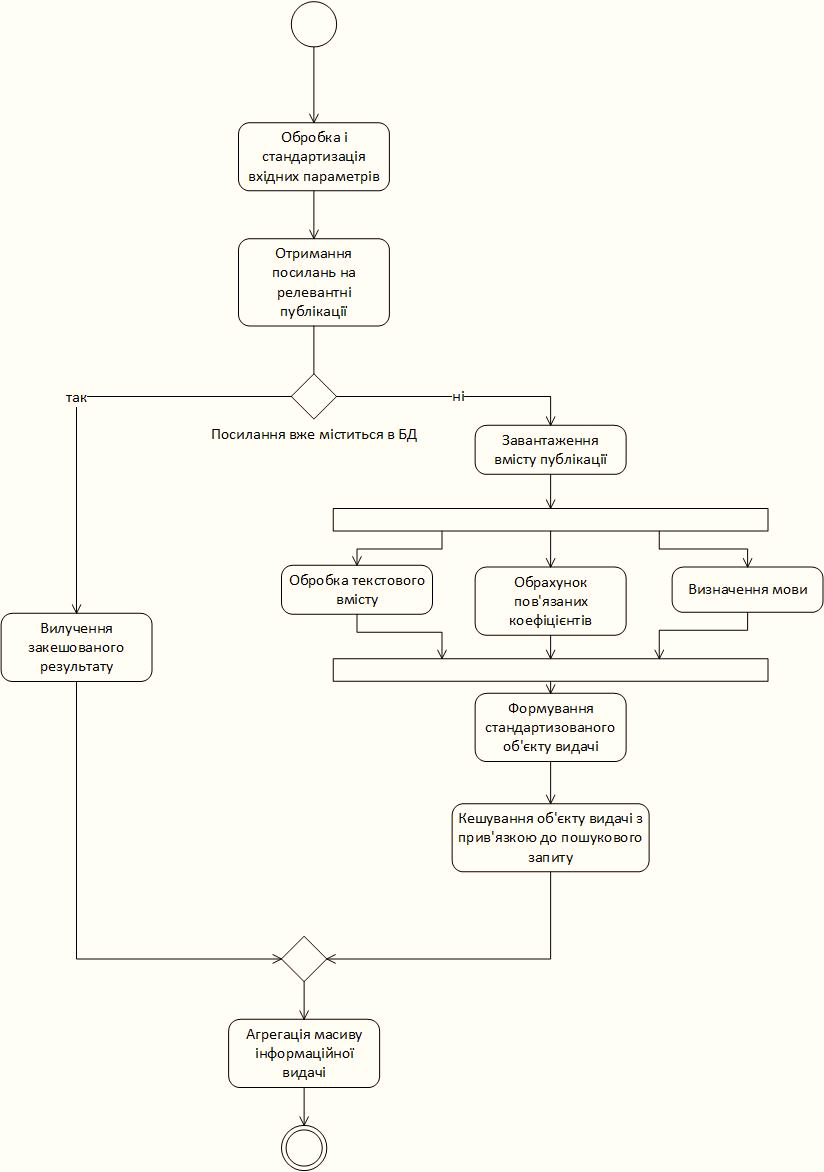 Обробка і
стандартизація
вхідних параметрів
Отримання
посилань на
релевантні
публікації
так
ні
Посилання вже міститься в БД
Завантаження
вмісту публікації
Обробка текстового
вмісту
Обрахунок
пов'язаних
коефіцієнтів
Визначення мови
Вилучення
закешованого
результату
Формування
стандартизованого
об'єкту видачі
Кешування об'єкту видачі з
прив'язкою до пошукового
запиту
Агрегація масиву
інформаційної
видачі